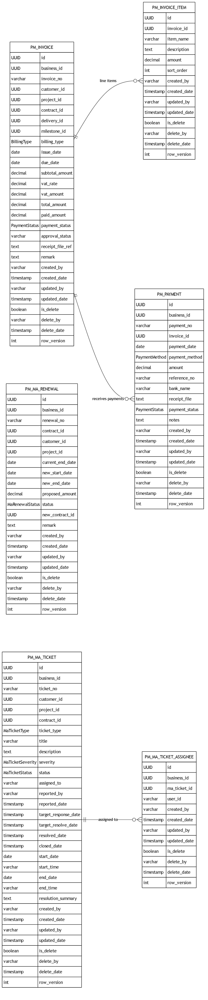 PM_INVOICE_ITEM
UUID id
UUID invoice_id
varchar item_name
text description
decimal amount
int sort_order
varchar created_by
timestamp created_date
varchar updated_by
timestamp updated_date
boolean is_delete
varchar delete_by
timestamp delete_date
int row_version
PM_INVOICE
UUID id
UUID business_id
varchar invoice_no
UUID customer_id
UUID project_id
UUID contract_id
UUID delivery_id
UUID milestone_id
BillingType billing_type
date issue_date
date due_date
decimal subtotal_amount
decimal vat_rate
decimal vat_amount
decimal total_amount
decimal paid_amount
PaymentStatus payment_status
varchar approval_status
text receipt_file_ref
text remark
varchar created_by
timestamp created_date
varchar updated_by
timestamp updated_date
boolean is_delete
varchar delete_by
timestamp delete_date
int row_version
line items
PM_PAYMENT
UUID id
UUID business_id
varchar payment_no
UUID invoice_id
date payment_date
PaymentMethod payment_method
decimal amount
varchar reference_no
varchar bank_name
text receipt_file
PaymentStatus payment_status
text notes
varchar created_by
timestamp created_date
varchar updated_by
timestamp updated_date
boolean is_delete
varchar delete_by
timestamp delete_date
int row_version
receives payments
PM_MA_RENEWAL
UUID id
UUID business_id
varchar renewal_no
UUID contract_id
UUID customer_id
UUID project_id
date current_end_date
date new_start_date
date new_end_date
decimal proposed_amount
MaRenewalStatus status
UUID new_contract_id
text remark
varchar created_by
timestamp created_date
varchar updated_by
timestamp updated_date
boolean is_delete
varchar delete_by
timestamp delete_date
int row_version
PM_MA_TICKET
UUID id
UUID business_id
varchar ticket_no
UUID customer_id
UUID project_id
UUID contract_id
MaTicketType ticket_type
varchar title
text description
MaTicketSeverity severity
MaTicketStatus status
varchar assigned_to
varchar reported_by
timestamp reported_date
timestamp target_response_date
timestamp target_resolve_date
timestamp resolved_date
timestamp closed_date
date start_date
varchar start_time
date end_date
varchar end_time
text resolution_summary
varchar created_by
timestamp created_date
varchar updated_by
timestamp updated_date
boolean is_delete
varchar delete_by
timestamp delete_date
int row_version
assigned to
PM_MA_TICKET_ASSIGNEE
UUID id
UUID business_id
UUID ma_ticket_id
varchar user_id
varchar created_by
timestamp created_date
varchar updated_by
timestamp updated_date
boolean is_delete
varchar delete_by
timestamp delete_date
int row_version